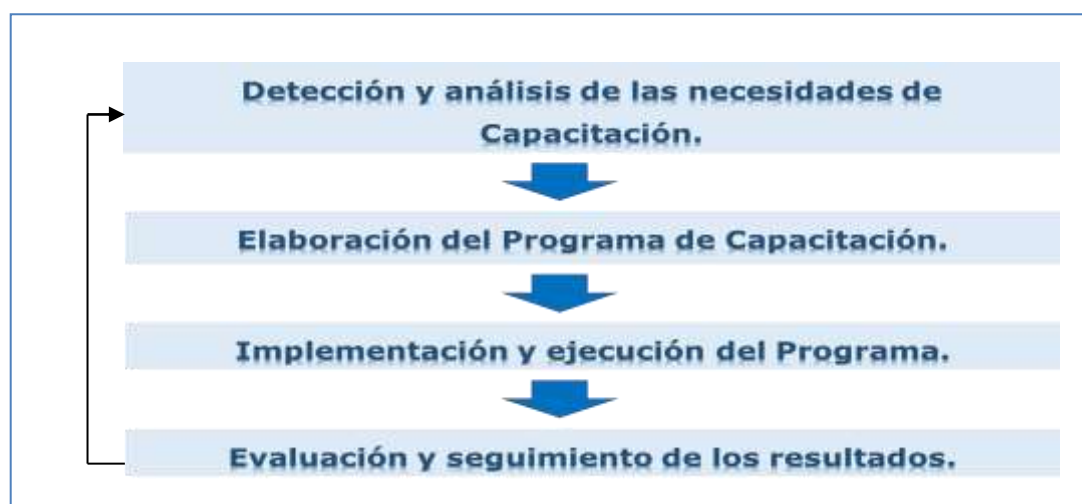 Detección y análisis de las necesidades de
Capacitación.
Elaboración del Programa de Capacitación.
Implementación y ejecución del Programa.
Evaluación y seguimiento de los resultados.